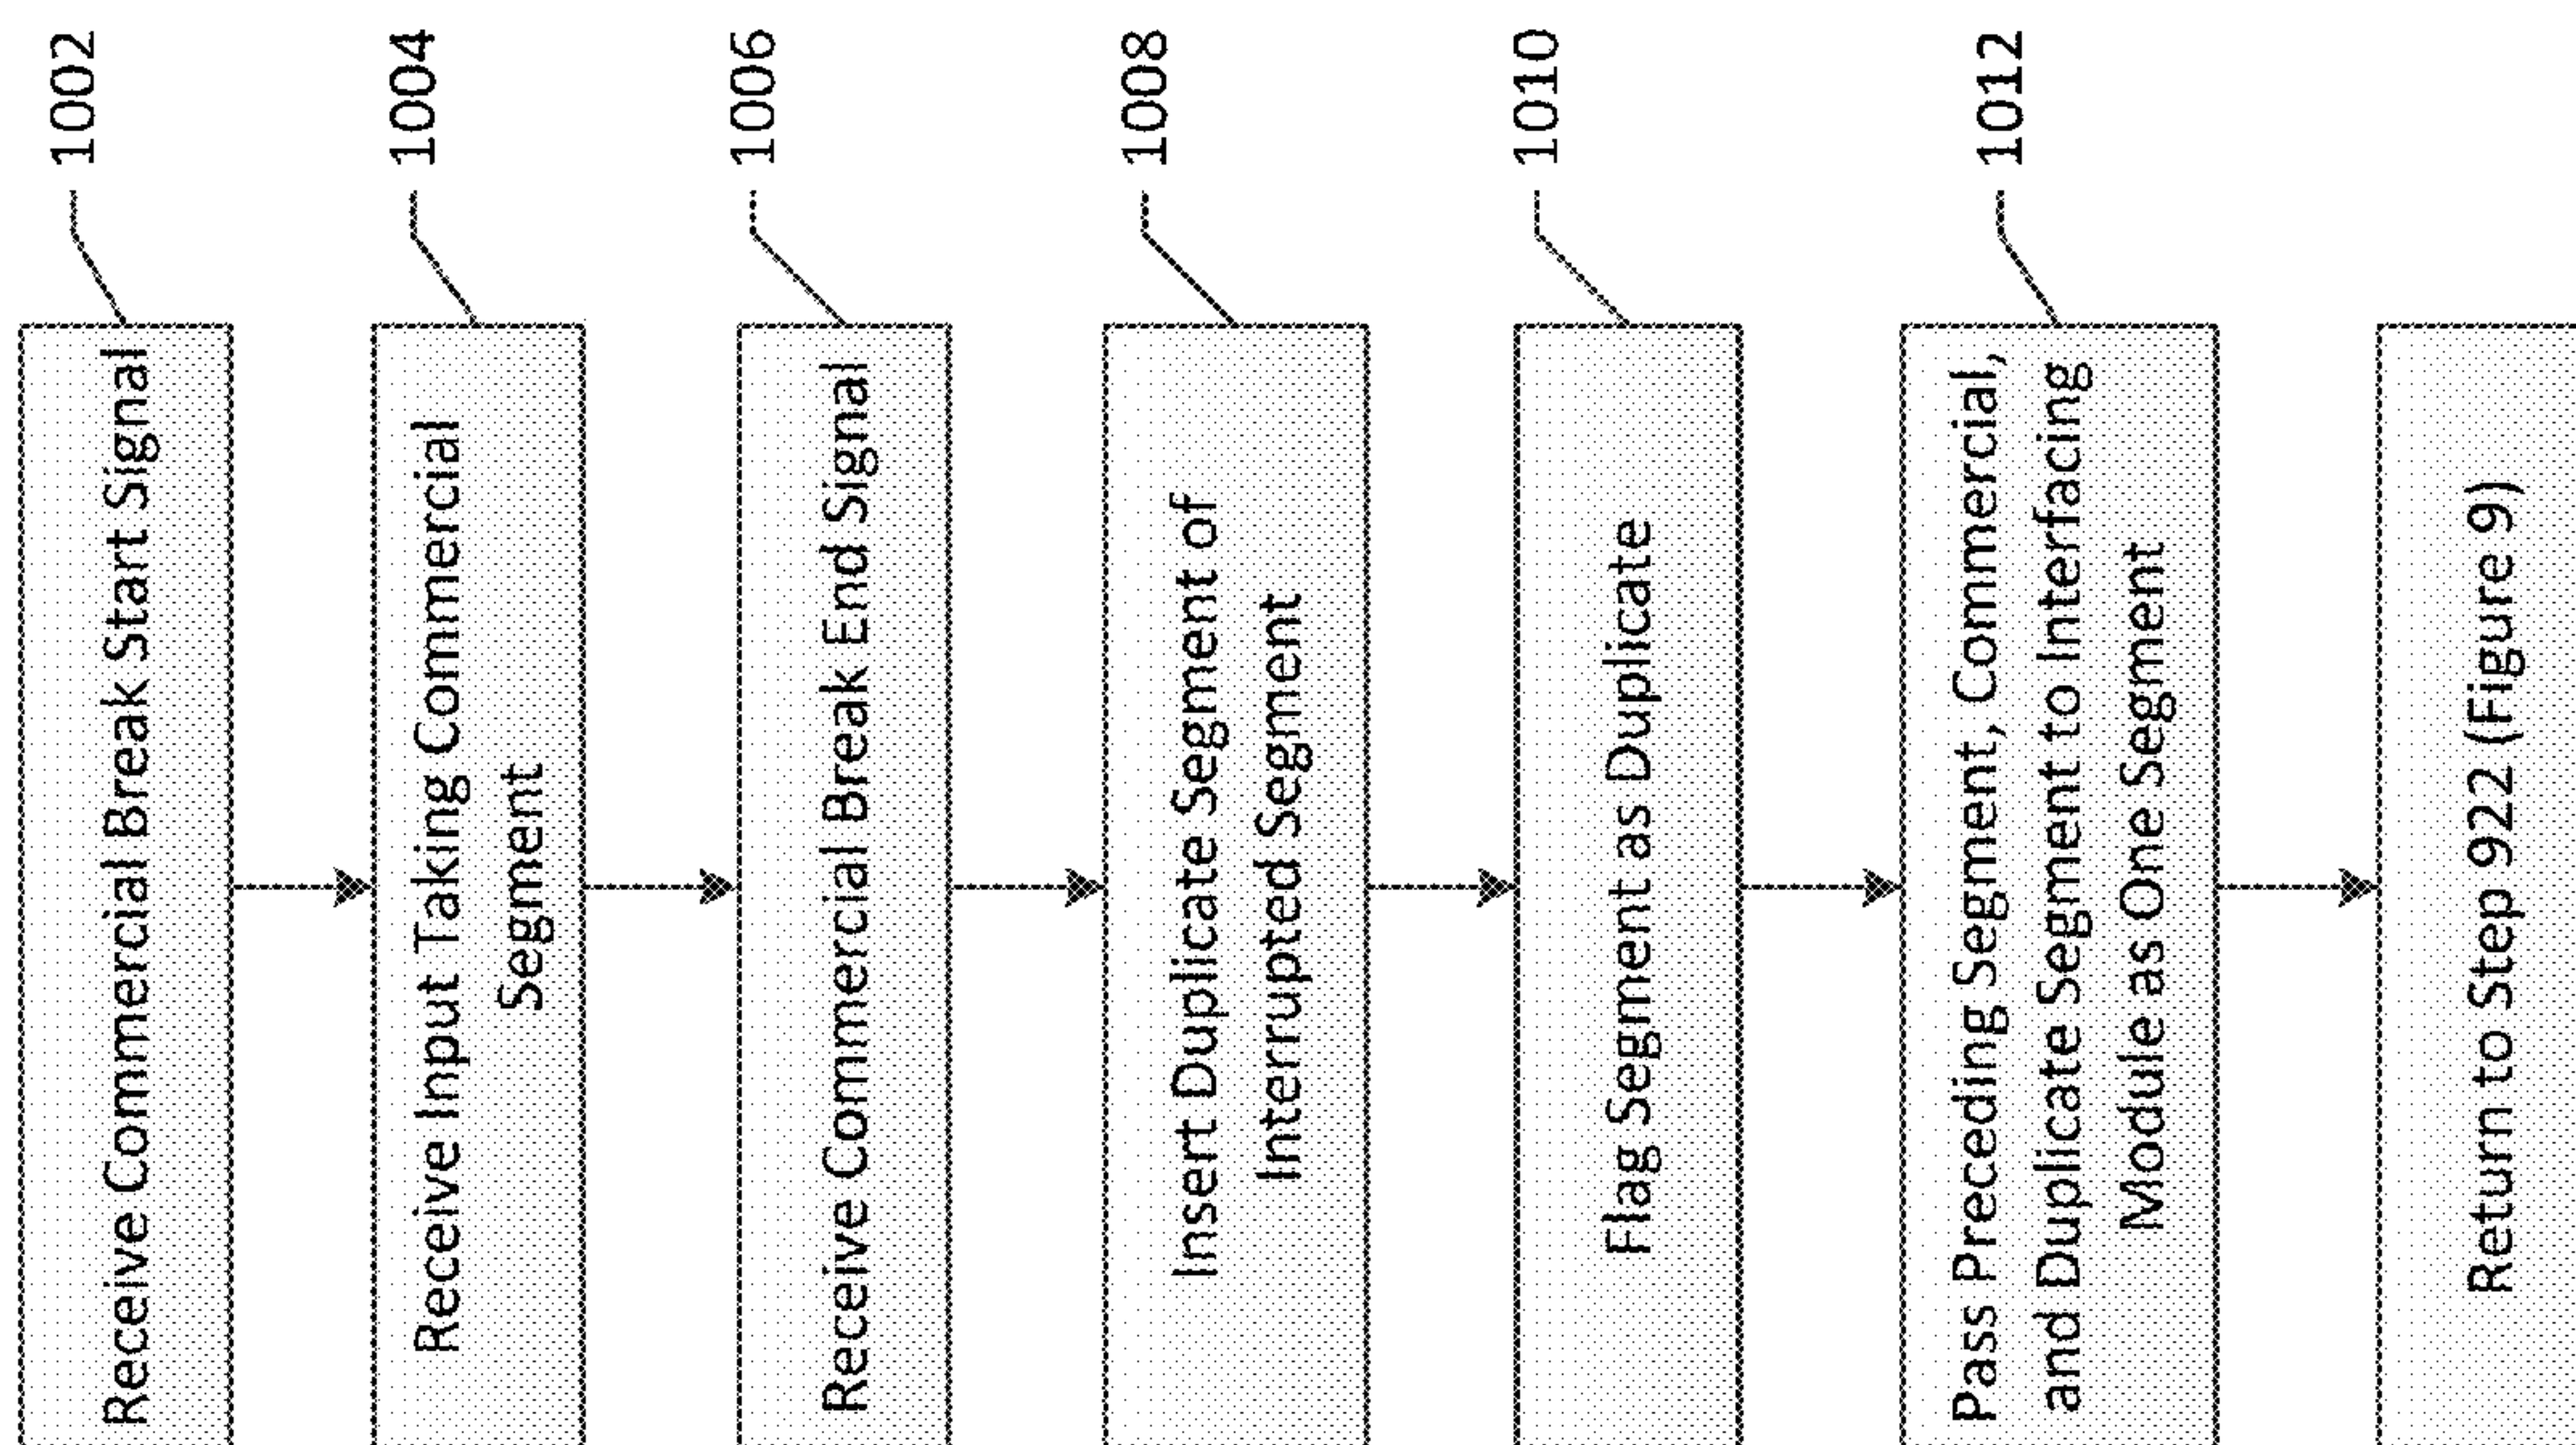 Receive Commercial Break Start Signal
1002
Receive Input Taking Commercial
Segment
1004
Receive Commercial Break End Signal
1006
Insert Duplicate Segment of
Interrupted Segment
1008
Flag Segment as Duplicate
1010
Pass Preceding Segment, Commercial,
and Duplicate Segment to Interfacing
Module as One Segment
1012
Return to Step 922 (Figure 9)